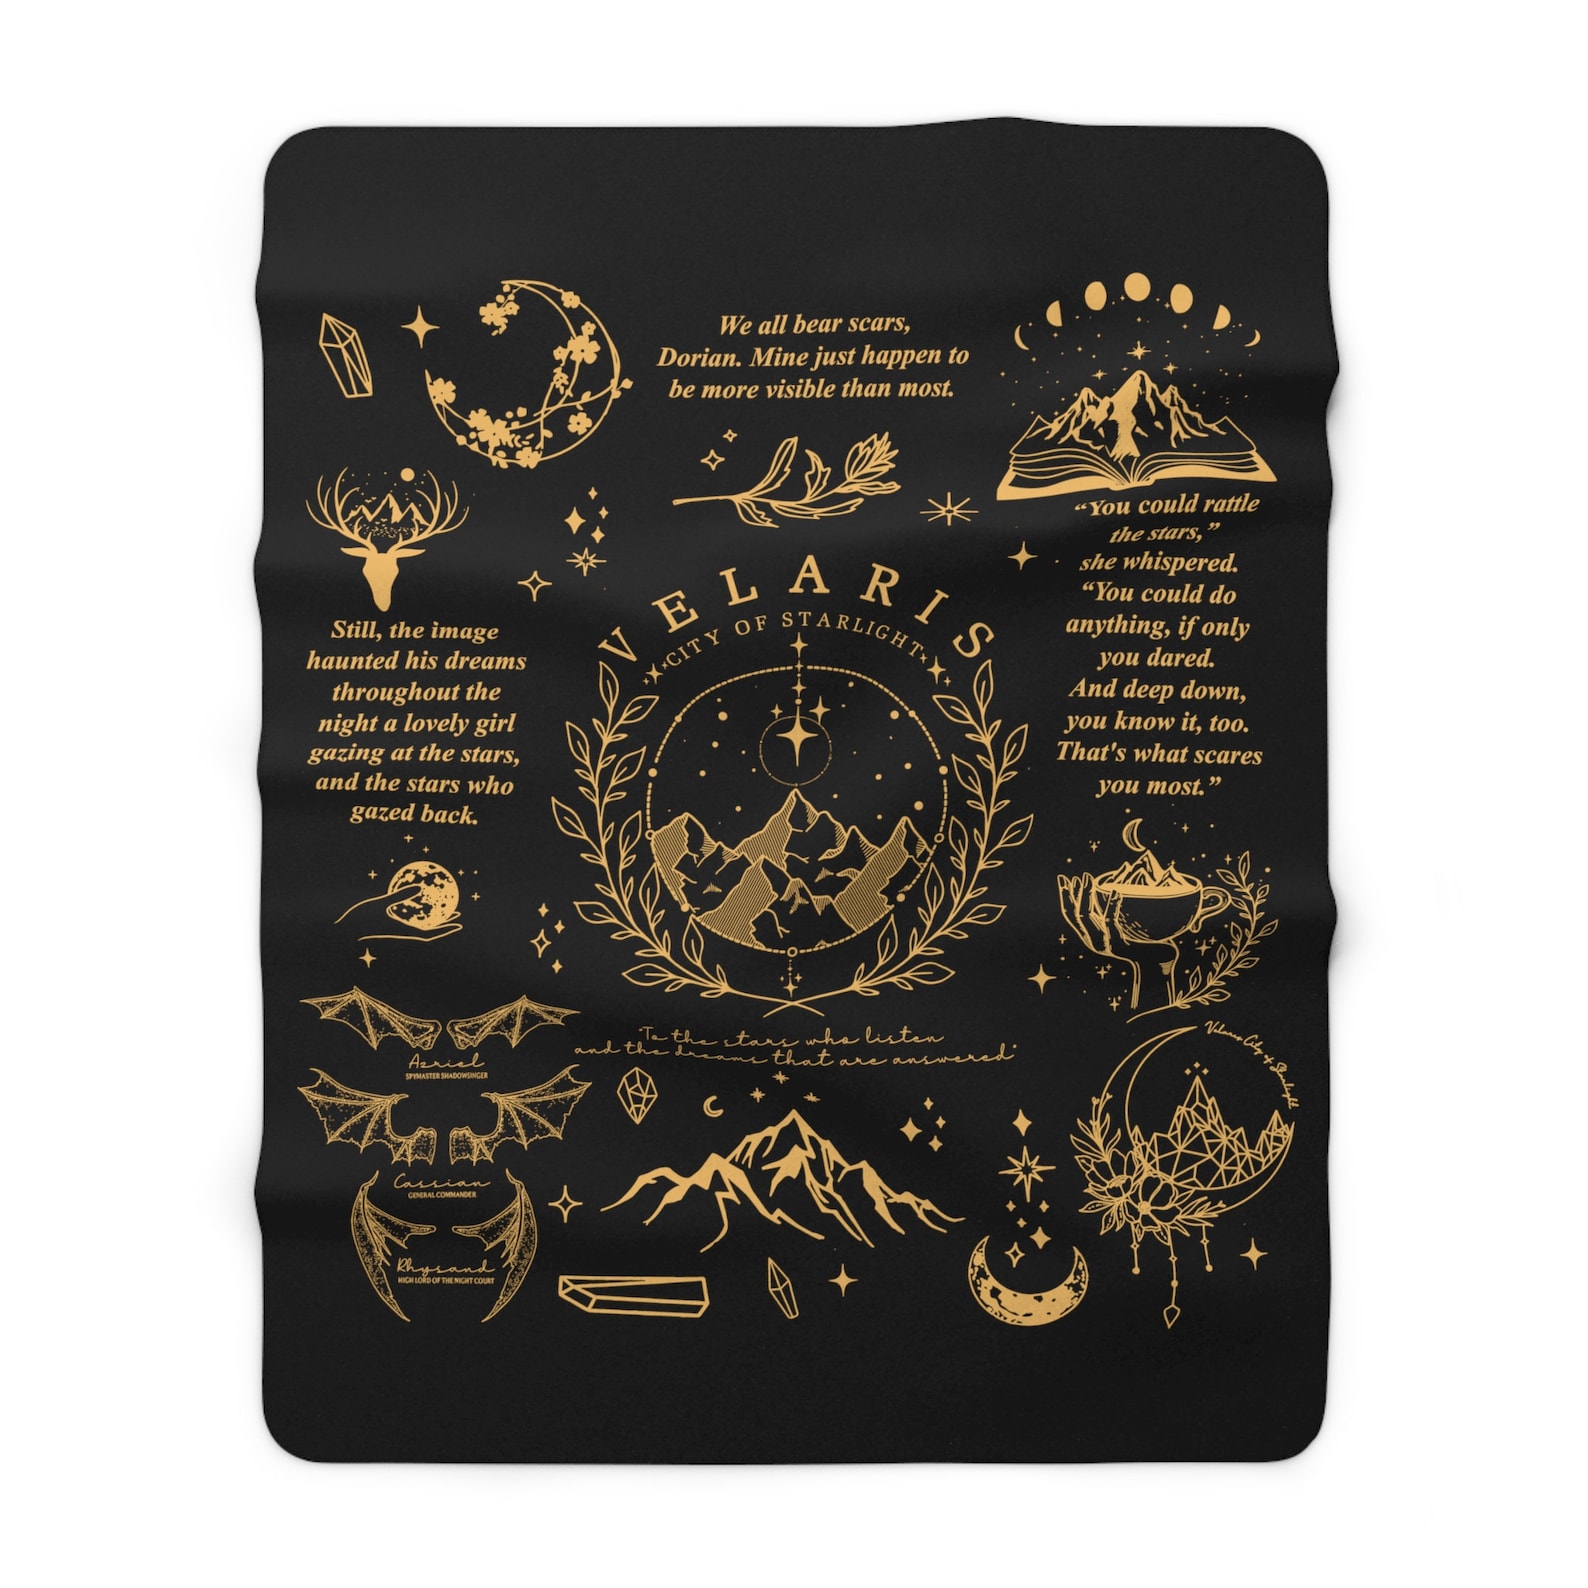 We all bear scars,
Dorian. Mine just happen to
be more visible than most.
“You could rattle
the stars,”
she whispered.
“You could do
anything, if only
you dared.
And deep down,
you know it, too.
That's what scares
you most.”
Still, the image
haunted his dreams
throughout the
night a lovely girl
gazing at the stars,
and the stars who
gazed back.
VELARIS
CITY OF STARLIGHT
To the stars who listen
and the dreams that are answered"
Azriel
SPYMASTER SHADOWSINGER
Cassian
GENERAL COMMANDER
Rhysand
HIGH LORD OF THE NIGHT COURT
Velaris City of Starlight